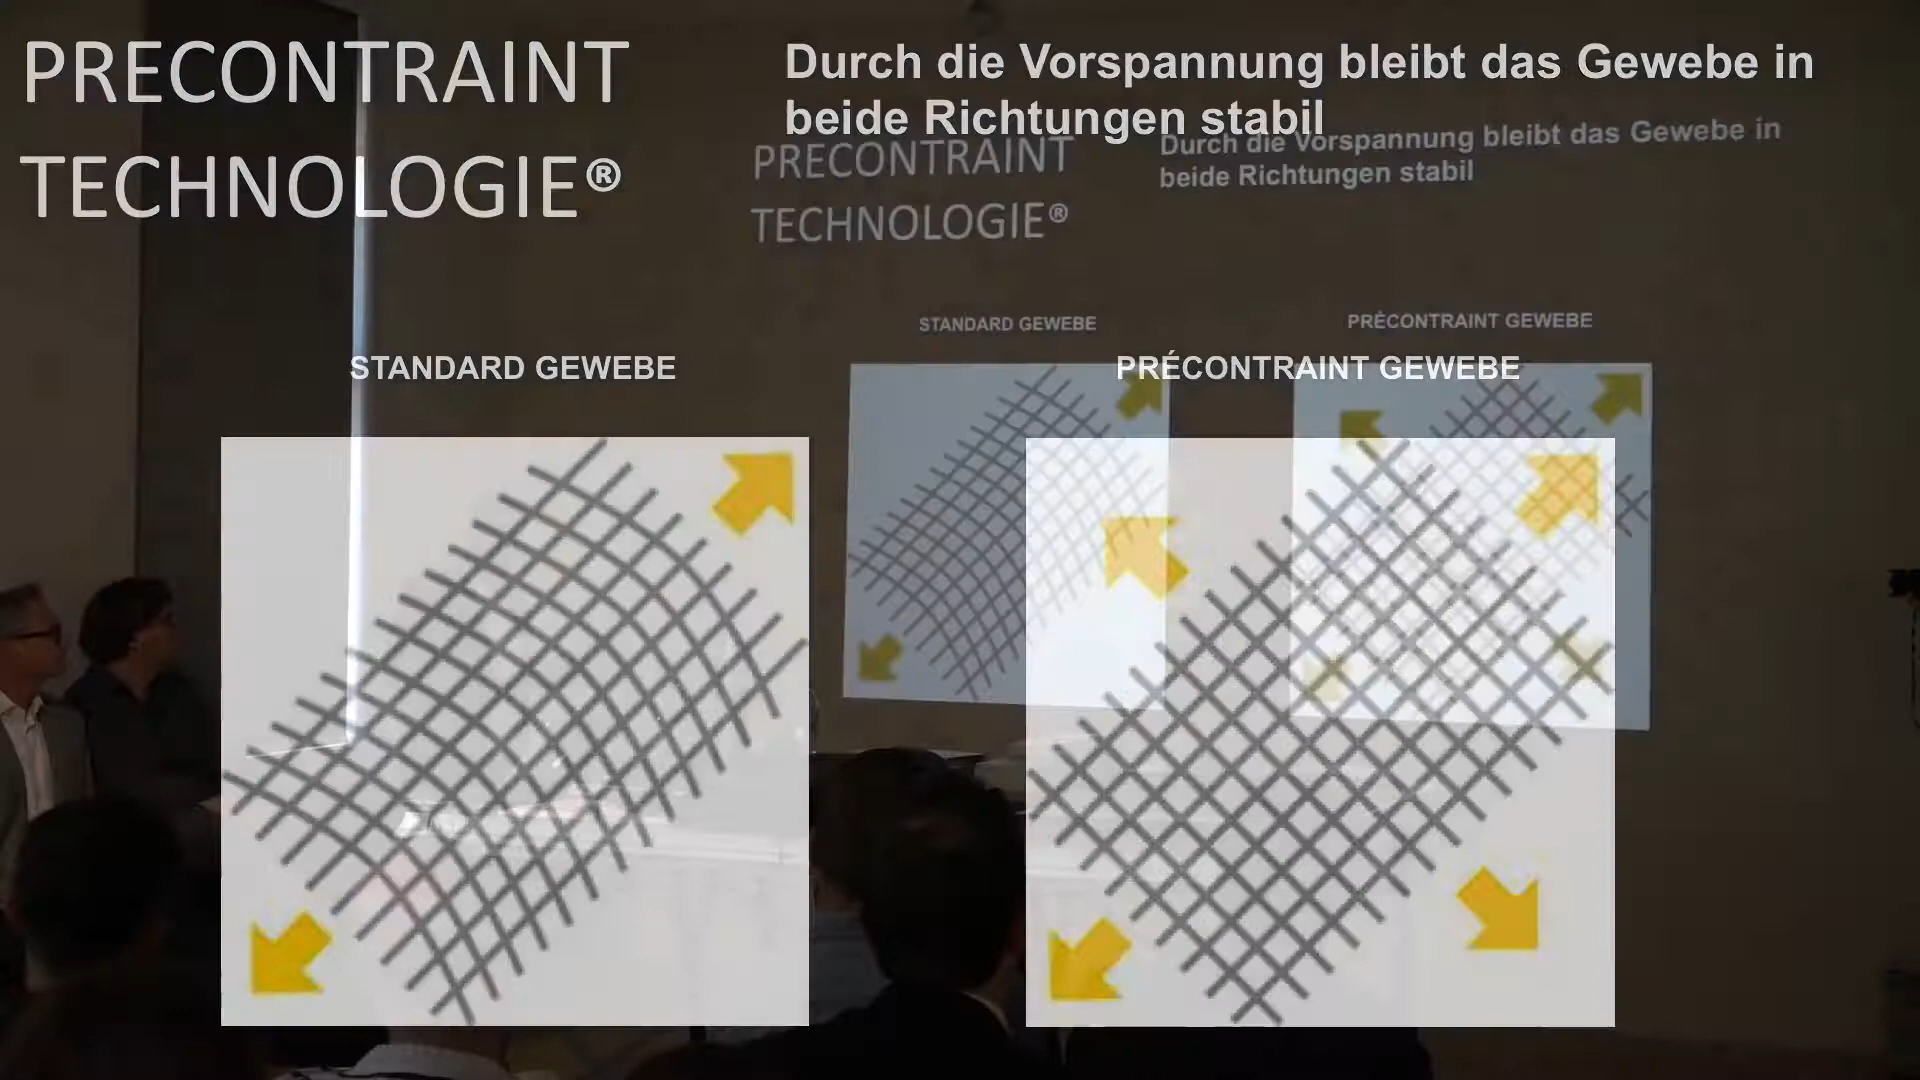 PRECONTRAINT
TECHNOLOGIE®
Durch die Vorspannung bleibt das Gewebe in
beide Richtungen stabil
PRECONTRAINT
TECHNOLOGIE®
Durch die Vorspannung bleibt das Gewebe in
beide Richtungen stabil
STANDARD GEWEBE
PRÉCONTRAINT GEWEBE
STANDARD GEWEBE
PRÉCONTRAINT GEWEBE